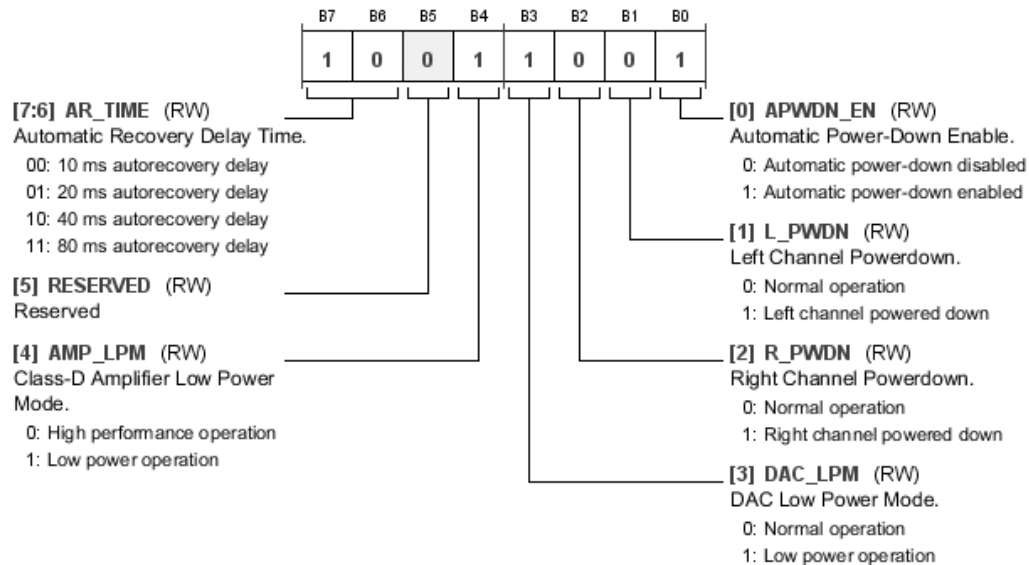 B7 B6 B5 B4 B3 B2 B1 B0
1 0 0 1 1 0 0 1
[7:6] AR_TIME (RW)
Automatic Recovery Delay Time.
00: 10 ms autorecovery delay
01: 20 ms autorecovery delay
10: 40 ms autorecovery delay
11: 80 ms autorecovery delay
[5] RESERVED (RW)
Reserved
[4] AMP_LPM (RW)
Class-D Amplifier Low Power
Mode.
0: High performance operation
1: Low power operation
[0] APWDN_EN (RW)
Automatic Power-Down Enable.
0: Automatic power-down disabled
1: Automatic power-down enabled
[1] L_PWDN (RW)
Left Channel Powerdown.
0: Normal operation
1: Left channel powered down
[2] R_PWDN (RW)
Right Channel Powerdown.
0: Normal operation
1: Right channel powered down
[3] DAC_LPM (RW)
DAC Low Power Mode.
0: Normal operation
1: Low power operation